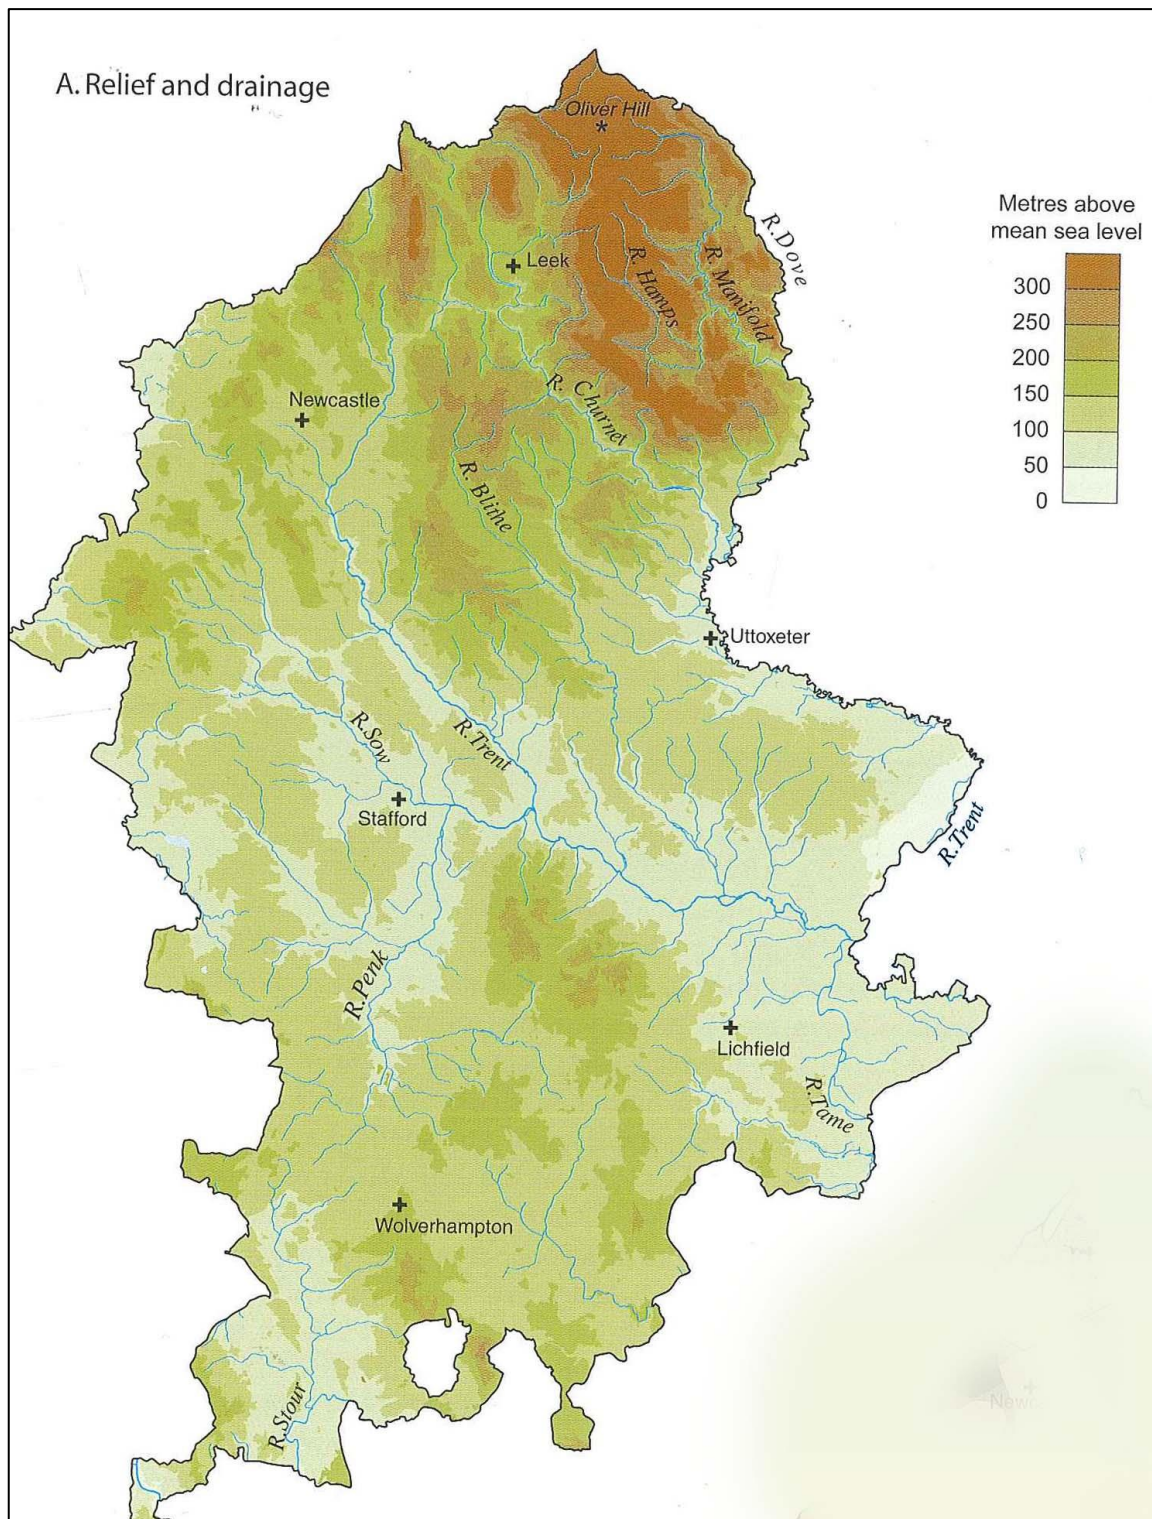 A. Relief and drainage
Oliver Hill
*
Metres above
mean sea level
300
250
200
150
100
50
0
R. Dove
R. Manifold
R. Hamps
Leek
R. Churnet
Newcastle
R. Blithe
Uttoxeter
R. Sow
R. Trent
Stafford
R. Trent
R. Penk
Lichfield
R. Tame
Wolverhampton
R. Stour